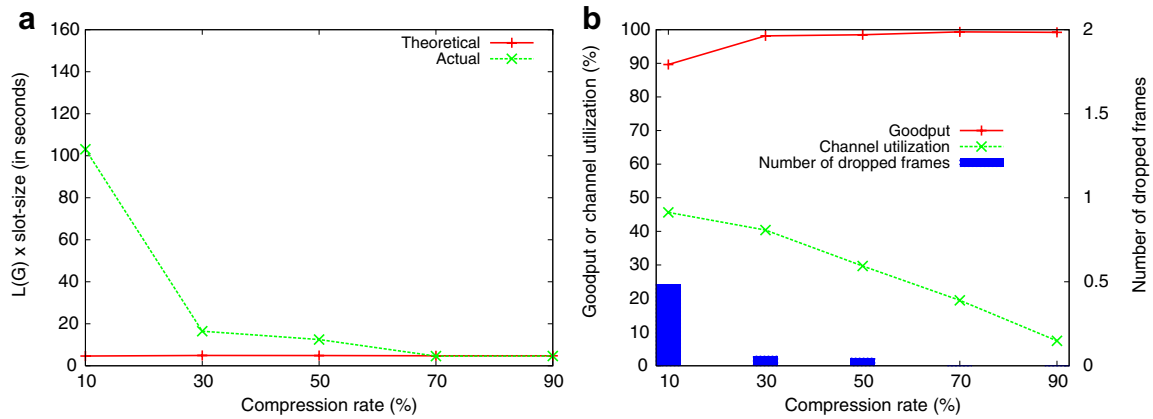 a
160
140
120
100
80
60
40
20
0
L(G) x slot-size (in seconds)
Theoretical
Actual
10 30 50 70 90
Compression rate (%)
b
100
90
80
70
60
50
40
30
20
10
0
Goodput or channel utilization (%)
Goodput
Channel utilization
Number of dropped frames
2
1.5
1
0.5
0
Number of dropped frames
10 30 50 70 90
Compression rate (%)